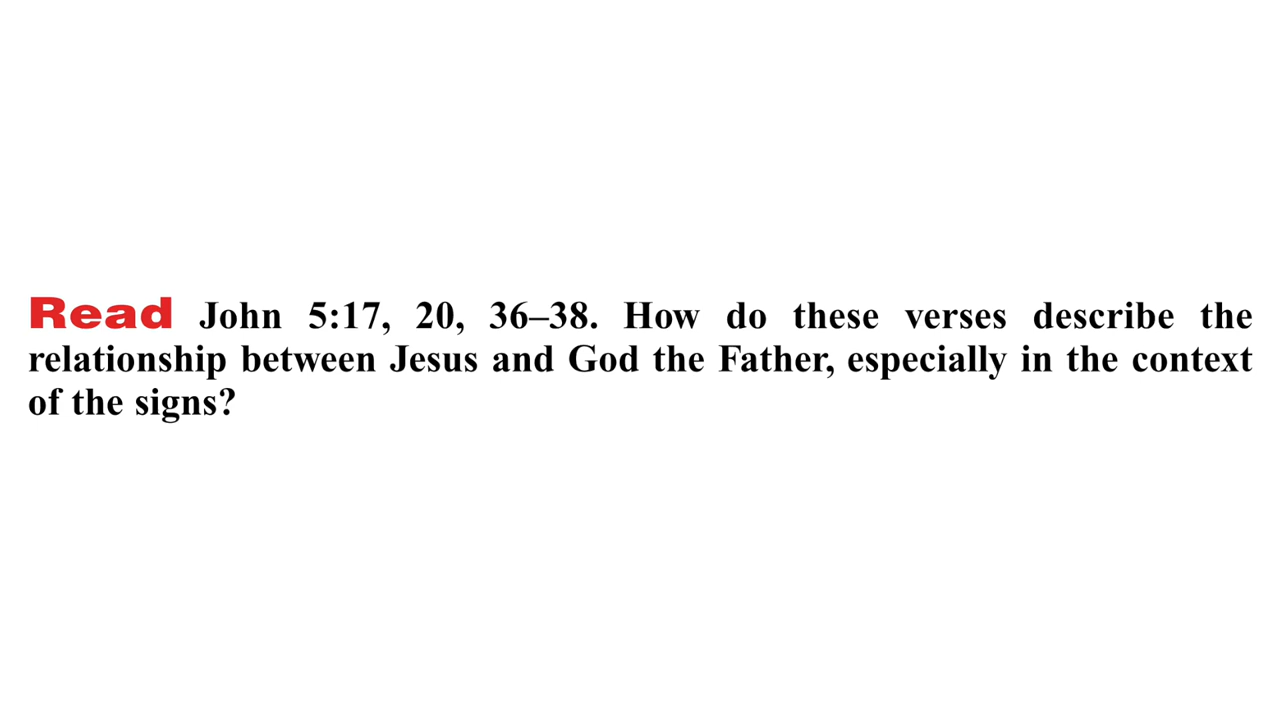 Read John 5:17, 20, 36–38. How do these verses describe the
relationship between Jesus and God the Father, especially in the context
of the signs?